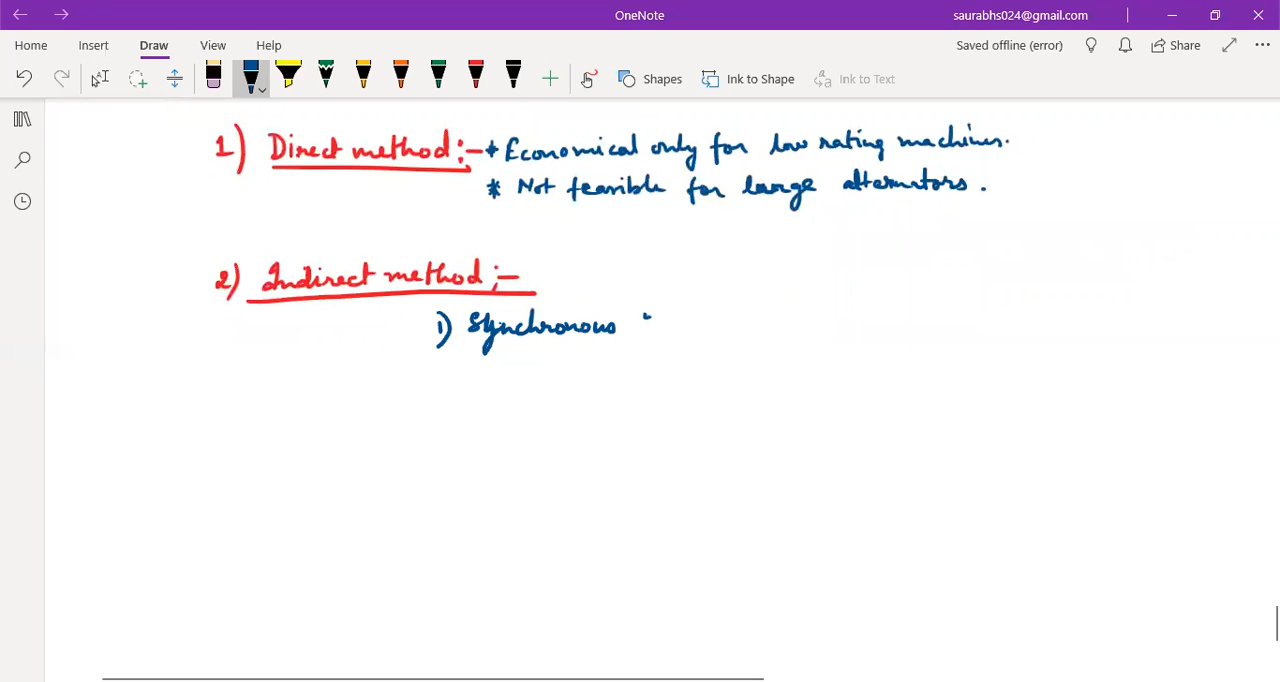 OneNote
saurabhs024@gmail.com
Home Insert Draw View Help Saved offline (error) Share
Shapes Ink to Shape Ink to Text
1) Direct method :- * Economical only for low rating machines.
* Not feasible for large alternators.
2) Indirect method ;-
1) Synchronous